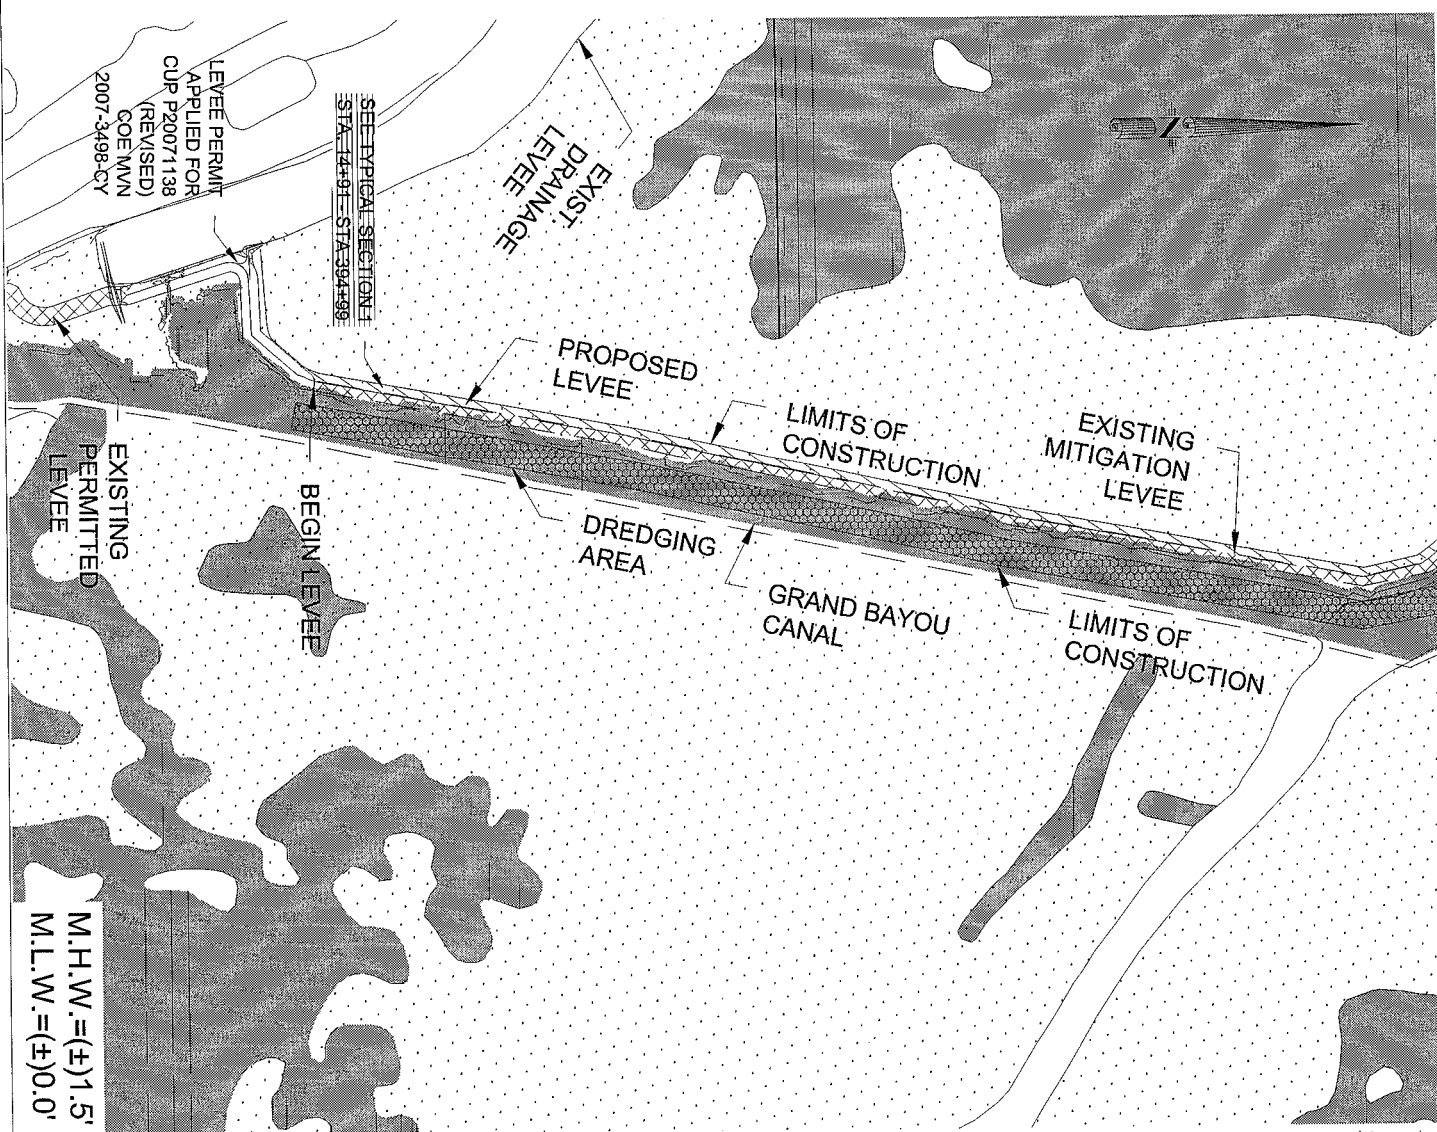 EXIST.
DRAINAGE
LEVEE
LEVEE PERMIT
APPLIED FOR
CUP P20071138
(REVISED)
COE MVN
2007-3498-CY
SEE TYPICAL SECTION 1
STA. 14+91 - STA 394+99
PROPOSED
LEVEE
LIMITS OF
CONSTRUCTION
EXISTING
MITIGATION
LEVEE
EXISTING
PERMITTED
LEVEE
BEGIN LEVEE
DREDGING
AREA
GRAND BAYOU
CANAL
LIMITS OF
CONSTRUCTION
M.H.W.=(±)1.5'
M.L.W.=(±)0.0'